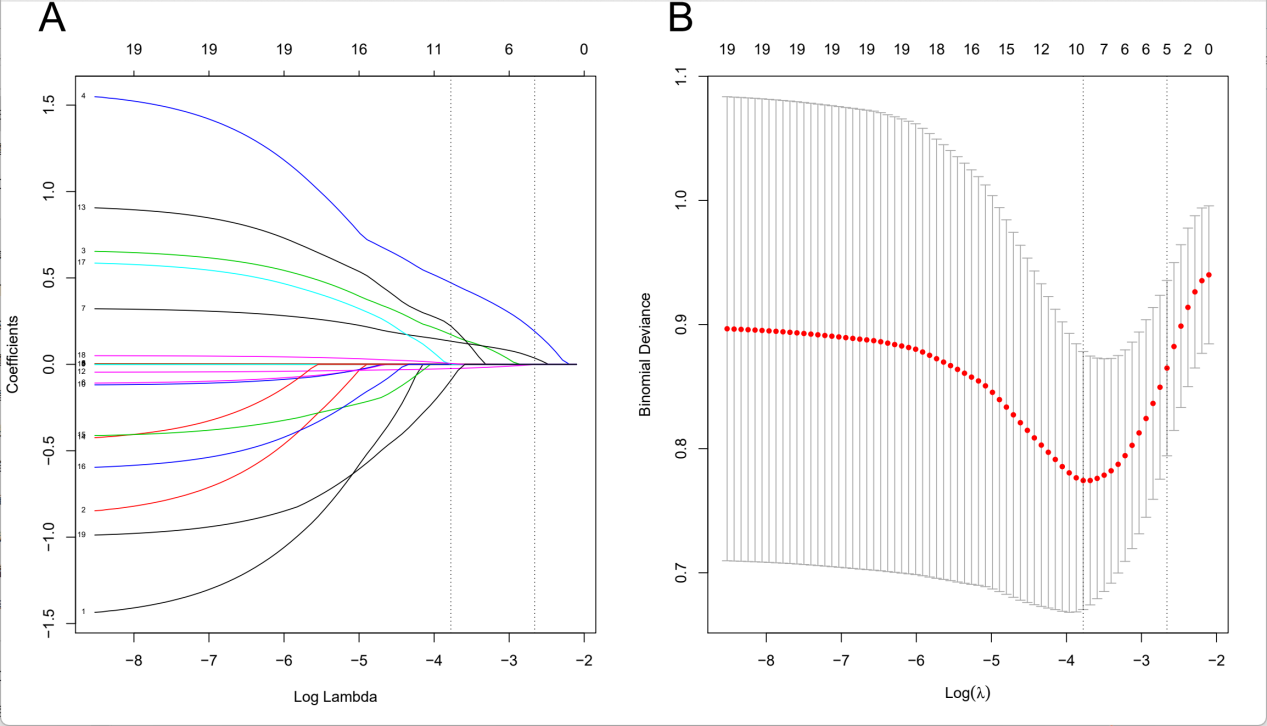 A
19 19 19 16 11 6 0
1.5
1.0
0.5
0.0
−0.5
−1.0
−1.5
Coefficients
4
13
3
17
7
18
12
16
2
19
1
−8 −7 −6 −5 −4 −3 −2
Log Lambda
B
19 19 19 19 19 19 18 16 15 12 10 7 6 6 5 2 0
1.1
1.0
0.9
0.8
0.7
Binomial Deviance
−8 −7 −6 −5 −4 −3 −2
Log(λ)